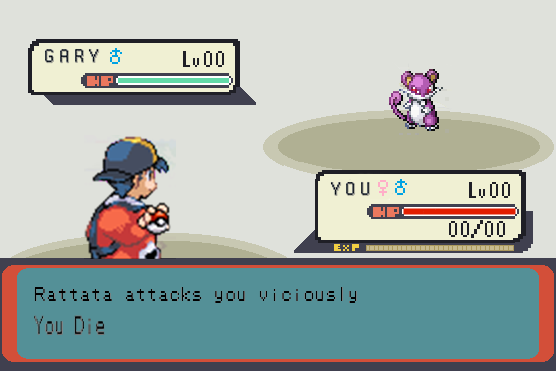 GARY ♂ Lv00
HP
YOU ♀♂ Lv00
HP
00/00
EXP
Rattata attacks you viciously
You Die